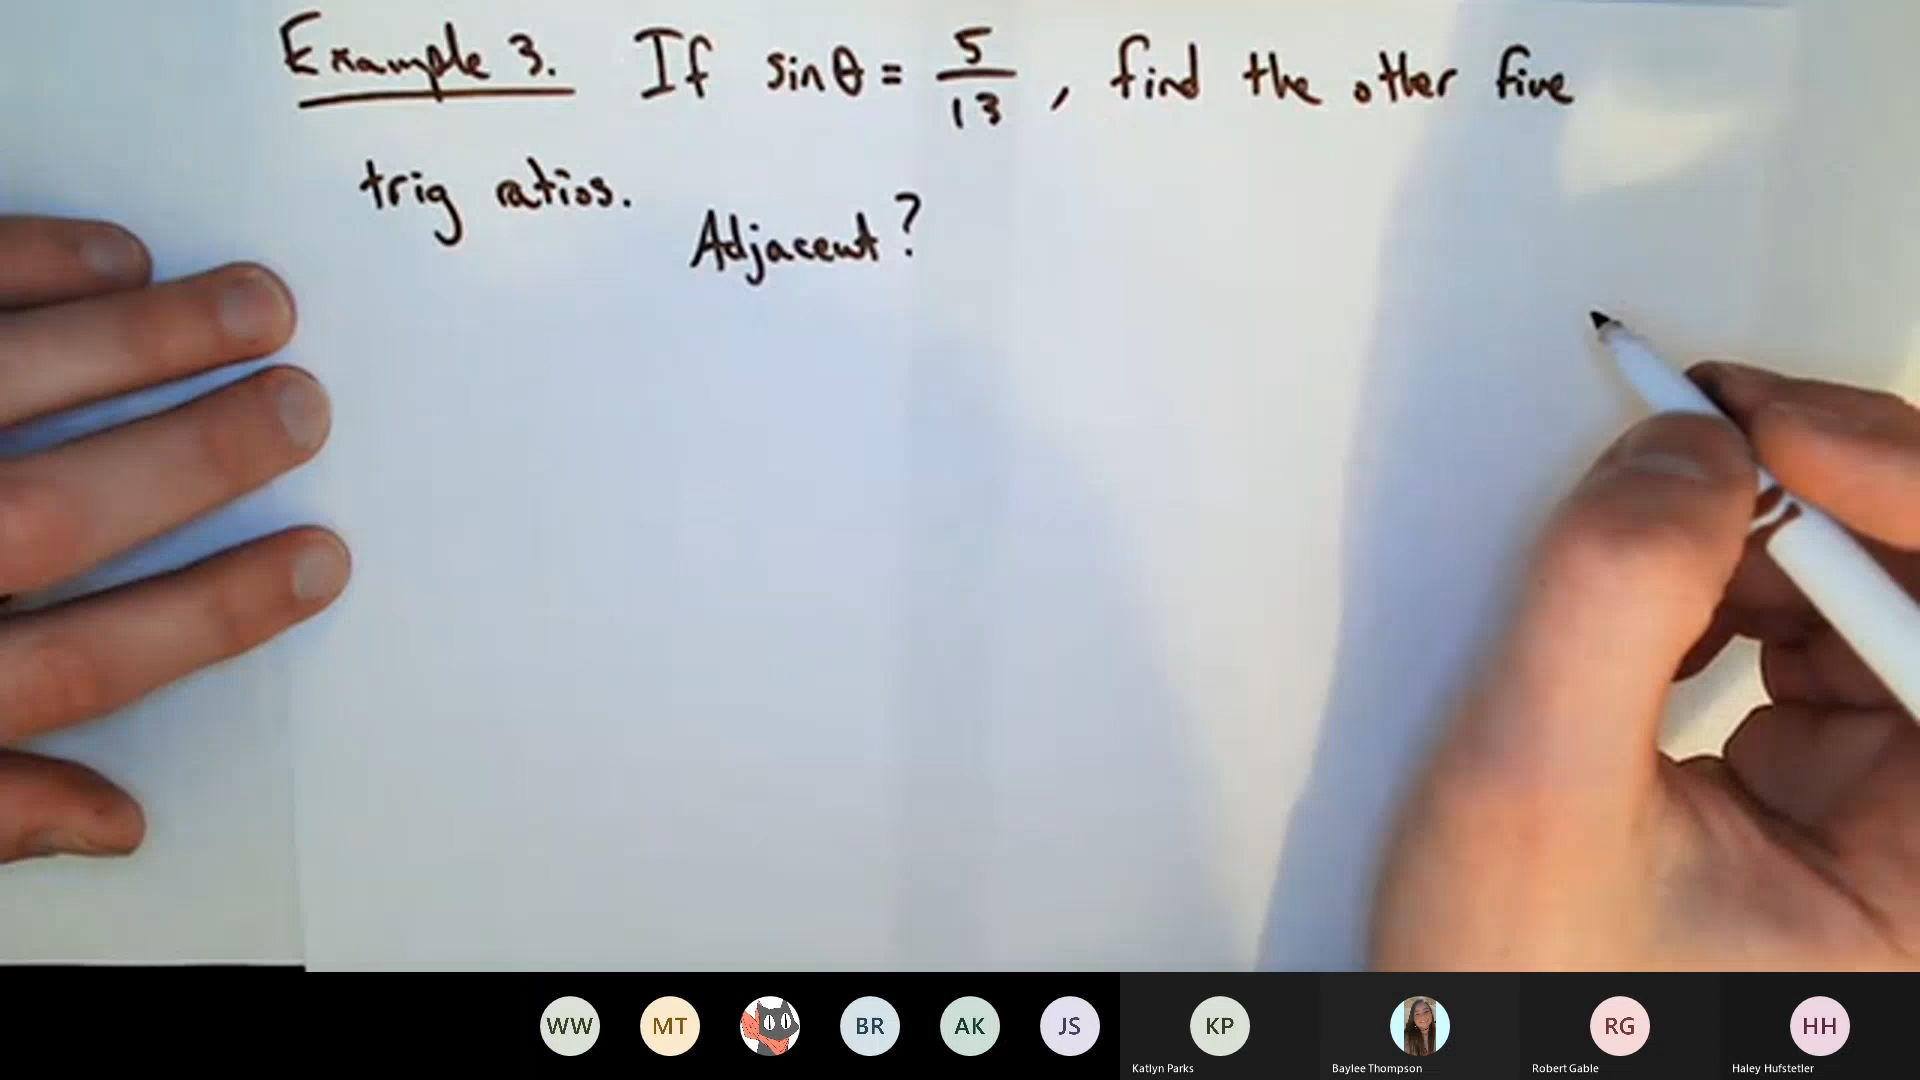 Example 3. If sinθ = 5/13, find the other five
trig ratios.
Adjacent?
WW MT BR AK JS KP RG HH
Katlyn Parks Baylee Thompson Robert Gable Haley Hufstetler